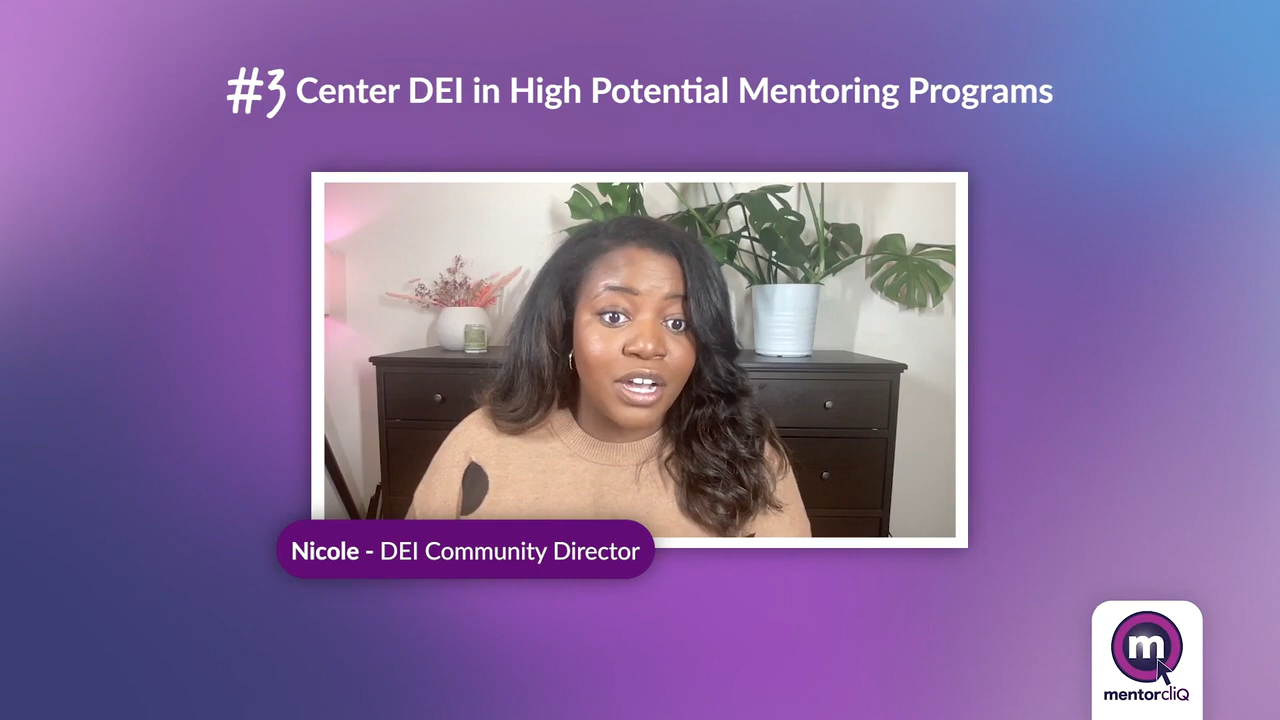 #3 Center DEI in High Potential Mentoring Programs
Nicole - DEI Community Director
m
mentorcliQ